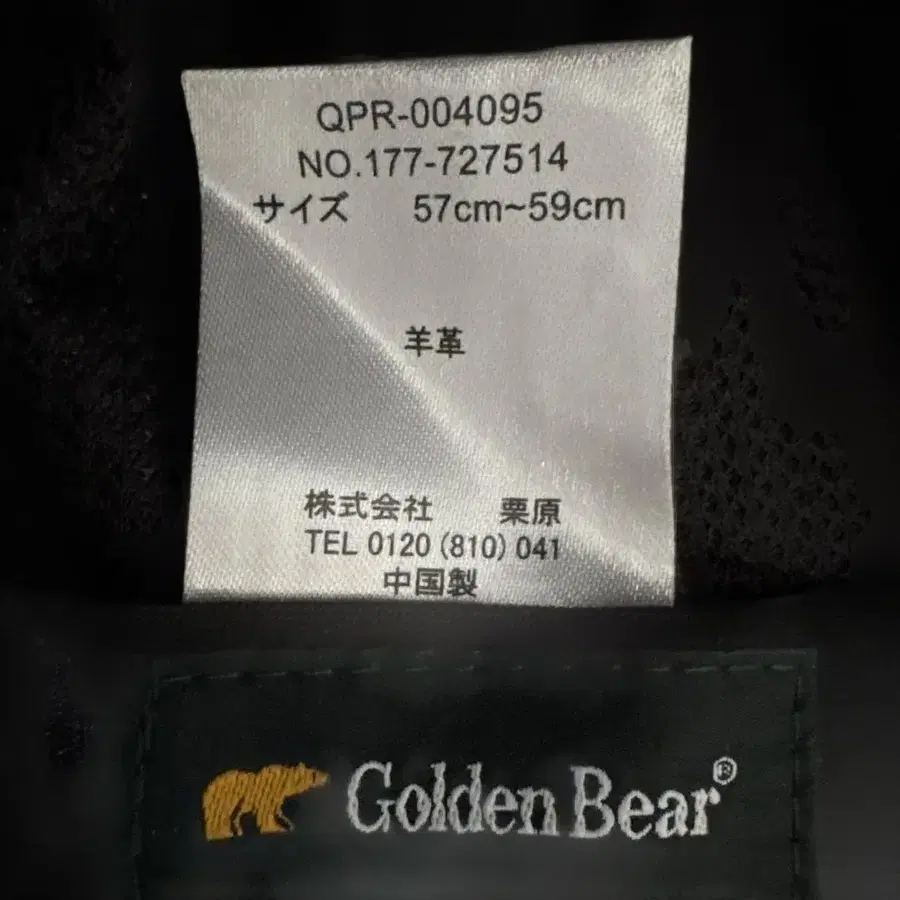 QPR-004095
NO.177-727514
サイズ 57cm~59cm
羊革
株式会社 栗原
TEL 0120(810)041
中国製
Golden Bear®